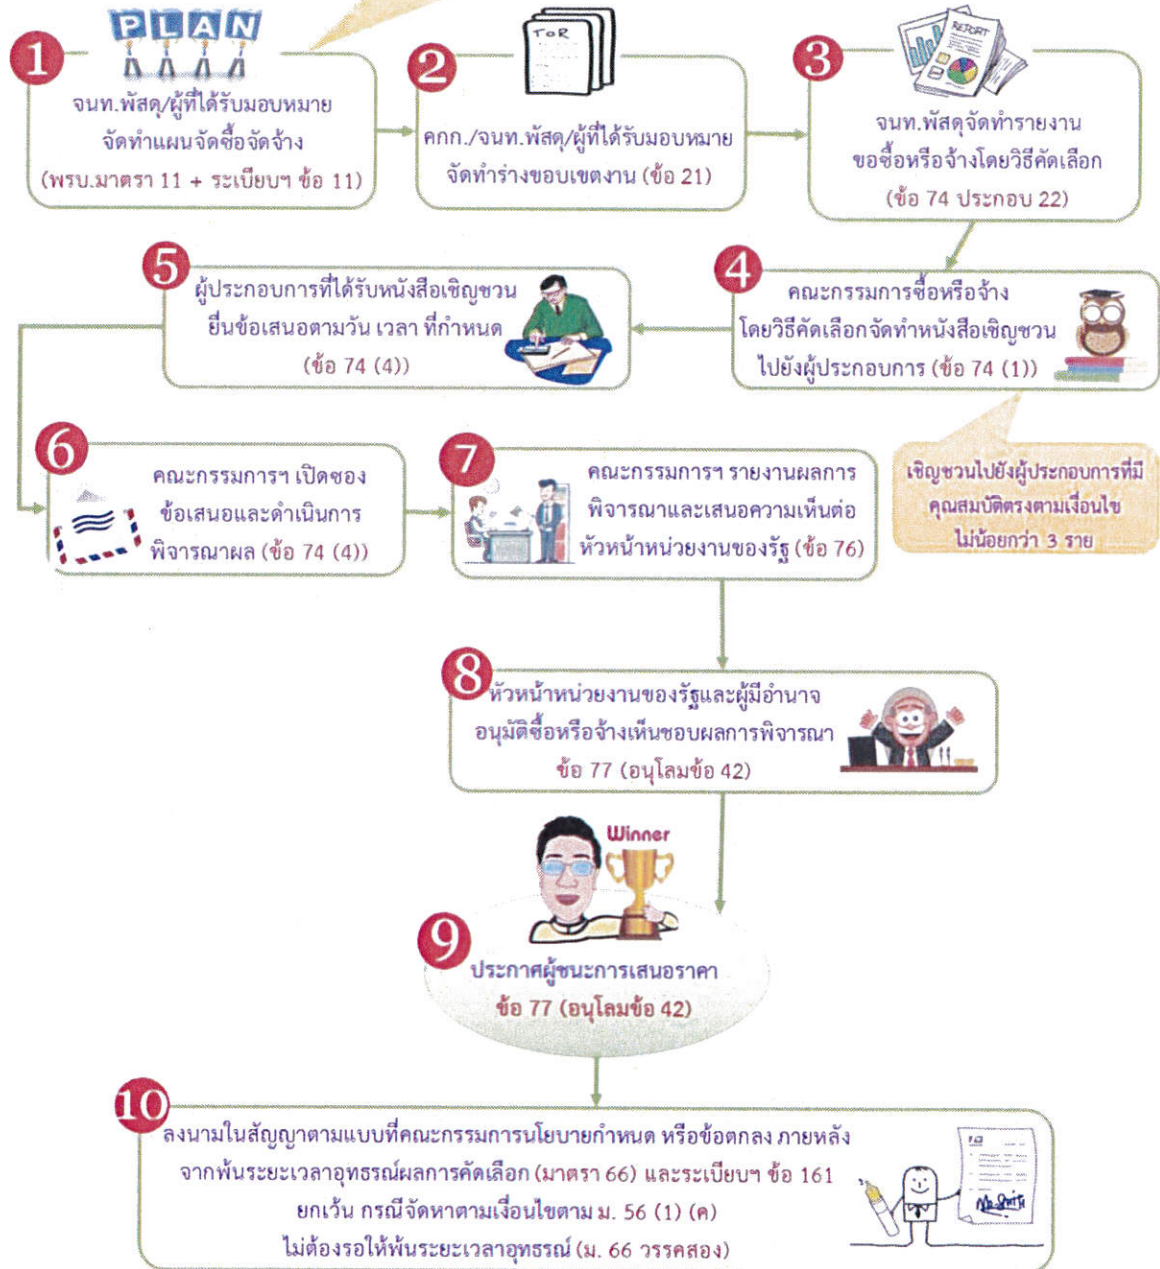 PLAN
1
จนท.พัสดุ/ผู้ที่ได้รับมอบหมาย
จัดทำแผนจัดซื้อจัดจ้าง
(พรบ.มาตรา 11 + ระเบียบฯ ข้อ 11)
TOR
2
คกก./จนท.พัสดุ/ผู้ที่ได้รับมอบหมาย
จัดทำร่างขอบเขตงาน (ข้อ 21)
REPORT
3
จนท.พัสดุจัดทำรายงาน
ขอซื้อหรือจ้างโดยวิธีคัดเลือก
(ข้อ 74 ประกอบ 22)
4
คณะกรรมการซื้อหรือจ้าง
โดยวิธีคัดเลือกจัดทำหนังสือเชิญชวน
ไปยังผู้ประกอบการ (ข้อ 74 (1))
เชิญชวนไปยังผู้ประกอบการที่มี
คุณสมบัติตรงตามเงื่อนไข
ไม่น้อยกว่า 3 ราย
5
ผู้ประกอบการที่ได้รับหนังสือเชิญชวน
ยื่นข้อเสนอตามวัน เวลา ที่กำหนด
(ข้อ 74 (4))
6
คณะกรรมการฯ เปิดซอง
ข้อเสนอและดำเนินการ
พิจารณาผล (ข้อ 74 (4))
7
คณะกรรมการฯ รายงานผลการ
พิจารณาและเสนอความเห็นต่อ
หัวหน้าหน่วยงานของรัฐ (ข้อ 76)
8
หัวหน้าหน่วยงานของรัฐและผู้มีอำนาจ
อนุมัติซื้อหรือจ้างเห็นชอบผลการพิจารณา
ข้อ 77 (อนุโลมข้อ 42)
Winner
9
ประกาศผู้ชนะการเสนอราคา
ข้อ 77 (อนุโลมข้อ 42)
10
ลงนามในสัญญาตามแบบที่คณะกรรมการนโยบายกำหนด หรือข้อตกลง ภายหลัง
จากพ้นระยะเวลาอุทธรณ์ผลการคัดเลือก (มาตรา 66) และระเบียบฯ ข้อ 161
ยกเว้น กรณีจัดหาตามเงื่อนไขตาม ม. 56 (1) (ค)
ไม่ต้องรอให้พ้นระยะเวลาอุทธรณ์ (ม. 66 วรรคสอง)